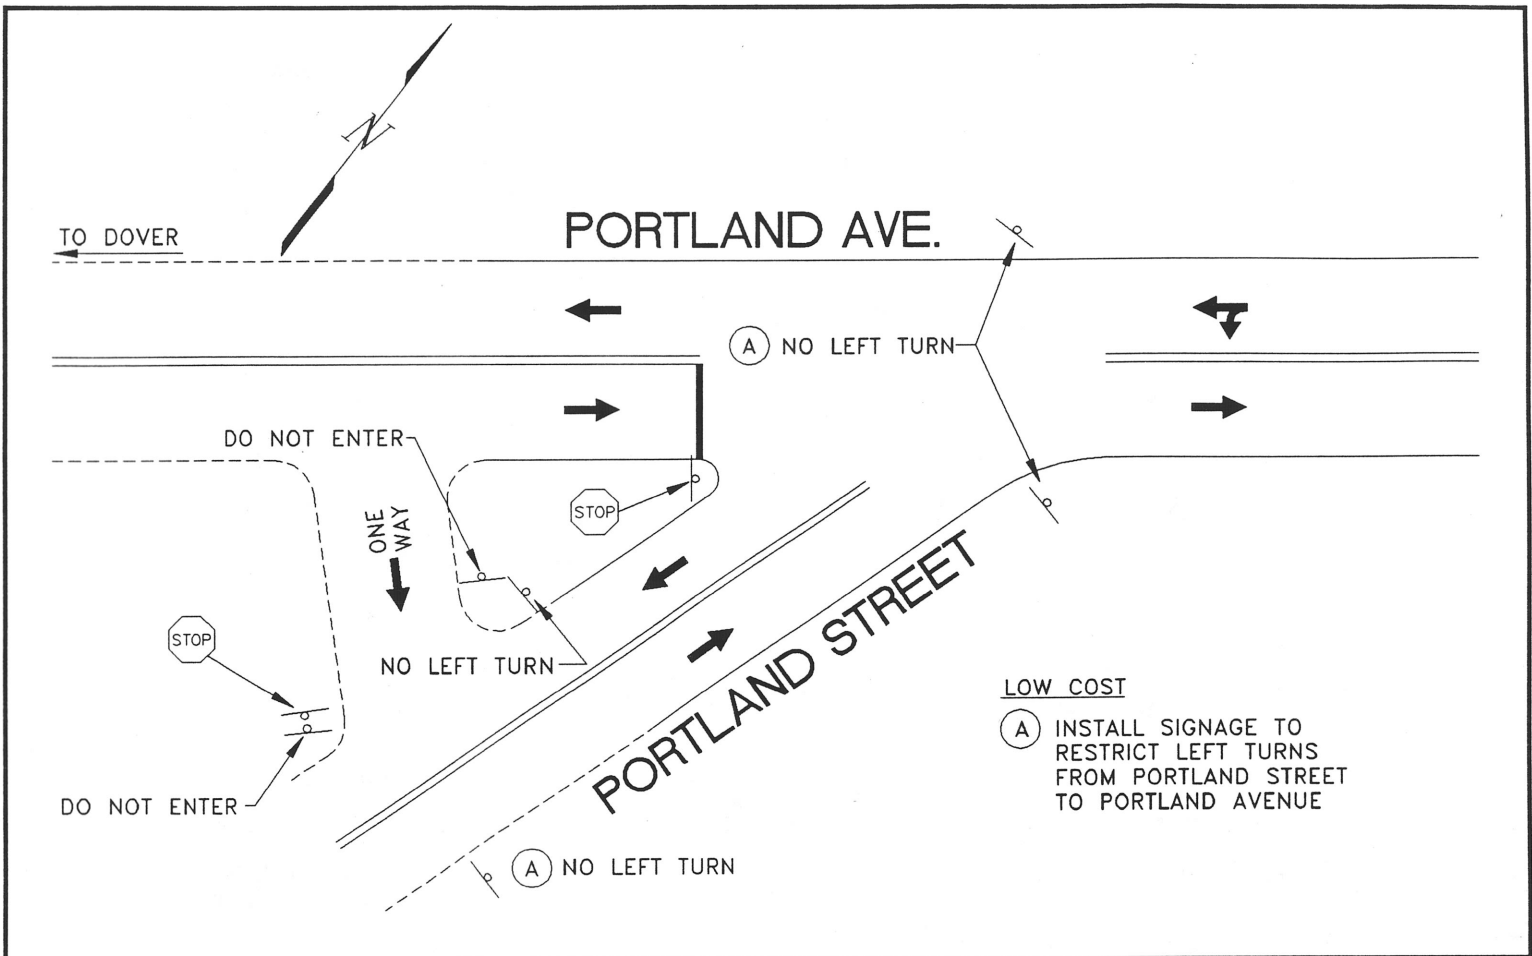 N
TO DOVER
PORTLAND AVE.
A NO LEFT TURN
DO NOT ENTER
STOP
ONE
WAY
STOP
NO LEFT TURN
PORTLAND STREET
DO NOT ENTER
A NO LEFT TURN
LOW COST
A INSTALL SIGNAGE TO
RESTRICT LEFT TURNS
FROM PORTLAND STREET
TO PORTLAND AVENUE